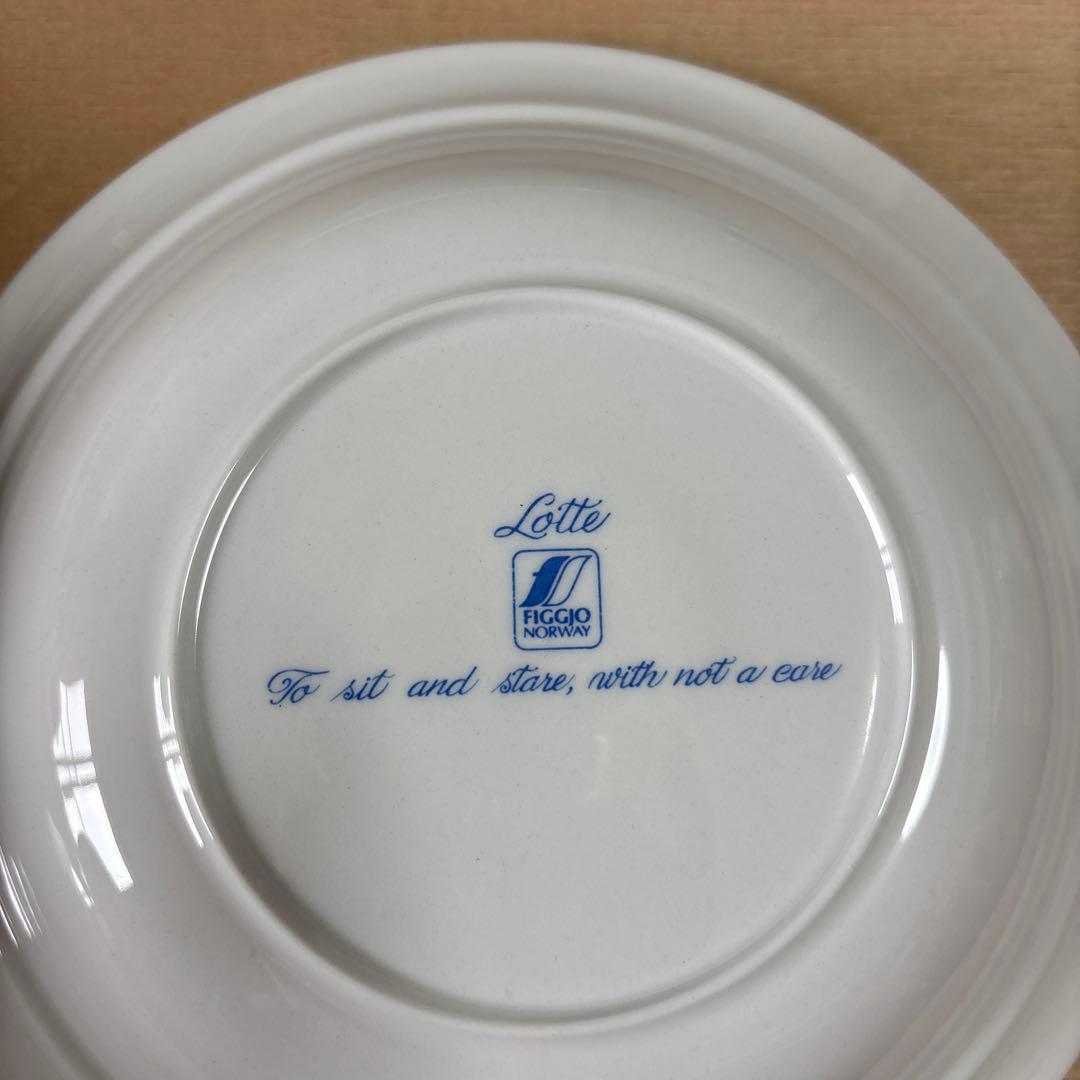 Lotte
FIGGJO
NORWAY
To sit and stare, with not a care